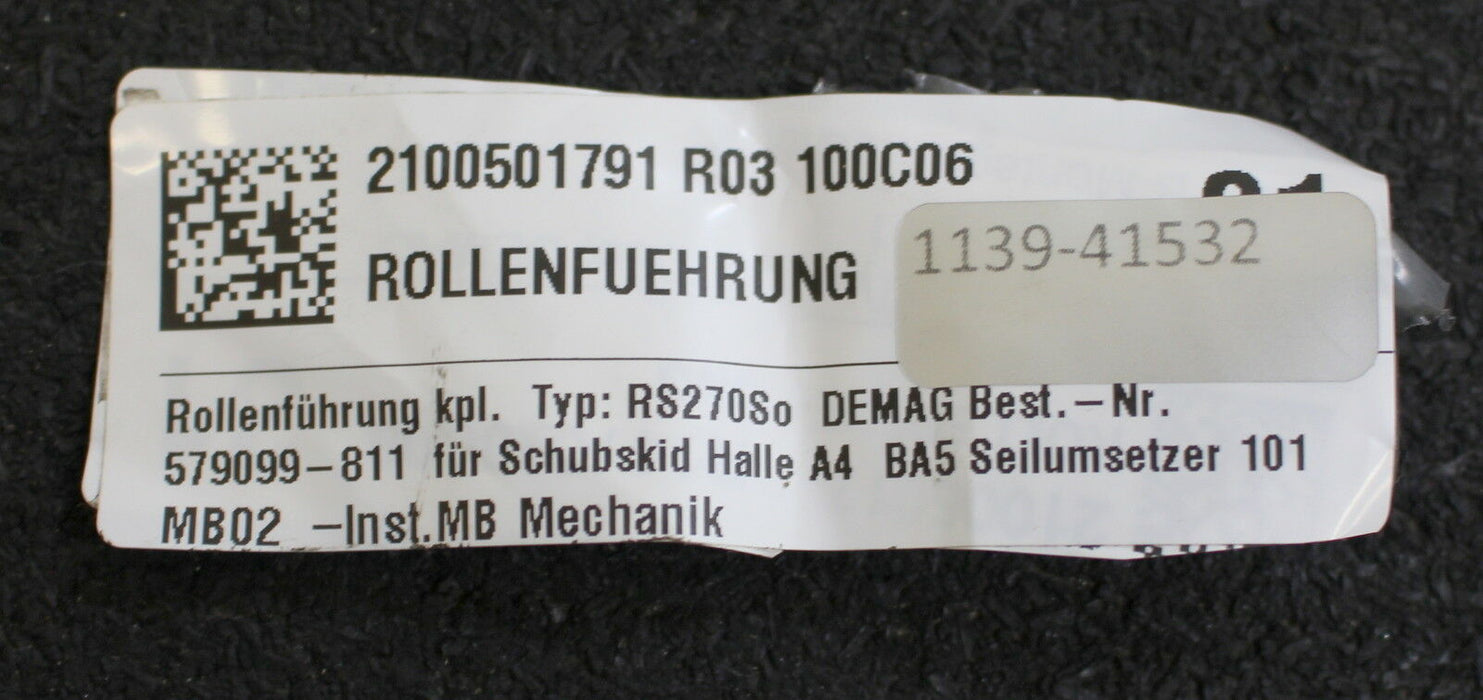 2100501791 R03 100C06
ROLLENFUEHRUNG
1139-41532
Rollenführung kpl. Typ: RS270So DEMAG Best.-Nr.
579099-811 für Schubskid Halle A4 BA5 Seilumsetzer 101
MB02 -Inst.MB Mechanik